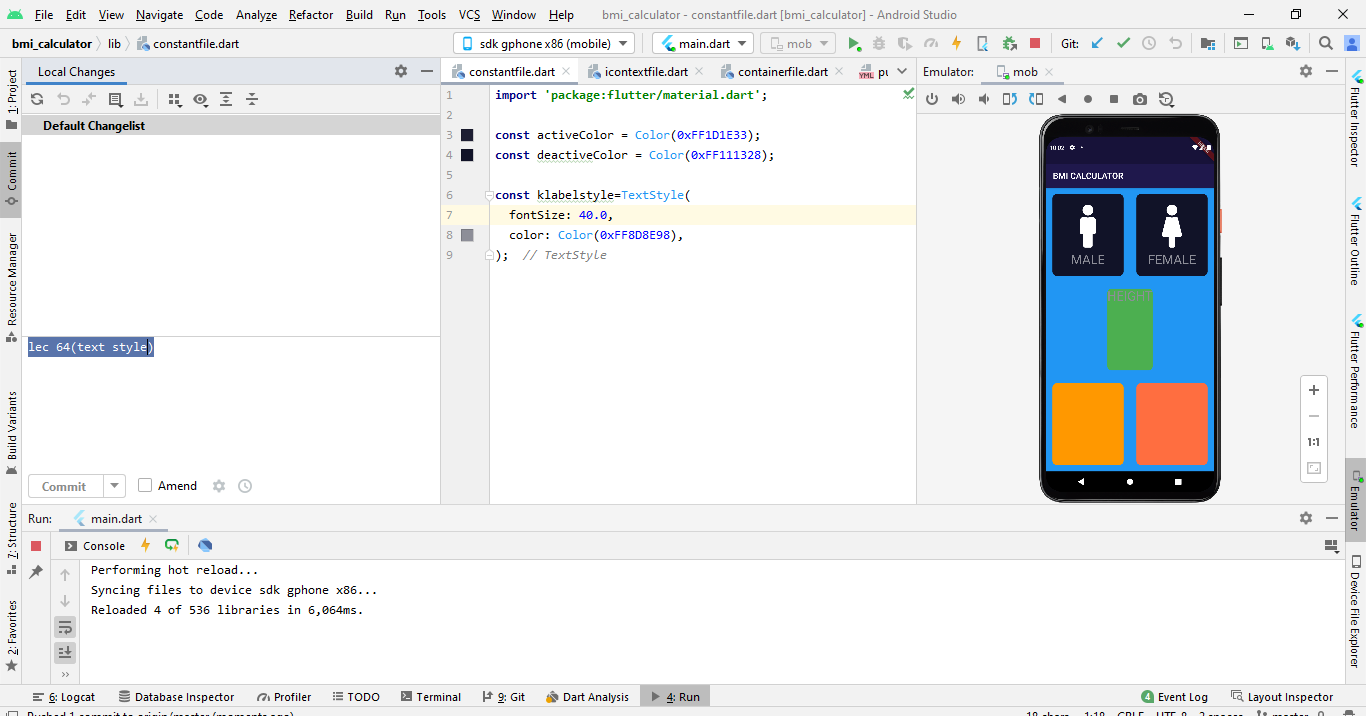 File Edit View Navigate Code Analyze Refactor Build Run Tools VCS Window Help bmi_calculator - constantfile.dart [bmi_calculator] - Android Studio
bmi_calculator lib constantfile.dart sdk gphone x86 (mobile) main.dart mob Git:
1: Project
Commit
Resource Manager
Build Variants
7: Structure
2: Favorites
Local Changes
Default Changelist
lec 64(text style)
Commit Amend
constantfile.dart icontextfile.dart containerfile.dart YML pu
1 import 'package:flutter/material.dart';
2
3 const activeColor = Color(0xFF1D1E33);
4 const deactiveColor = Color(0xFF111328);
5
6 const klabelstyle=TextStyle(
7 fontSize: 40.0,
8 color: Color(0xFF8D8E98),
9 ); // TextStyle
Emulator: mob
10:02
BMI CALCULATOR
MALE FEMALE
HEIGHT
1:1
Flutter Inspector
Flutter Outline
Flutter Performance
Emulator
Device File Explorer
Run: main.dart
Console
Performing hot reload...
Syncing files to device sdk gphone x86...
Reloaded 4 of 536 libraries in 6,064ms.
6: Logcat Database Inspector Profiler TODO Terminal 9: Git Dart Analysis 4: Run 4 Event Log Layout Inspector
Pushed 1 commit to origin/master (moments ago) 18 chars 1:18 CRLF UTF-8 2 spaces master